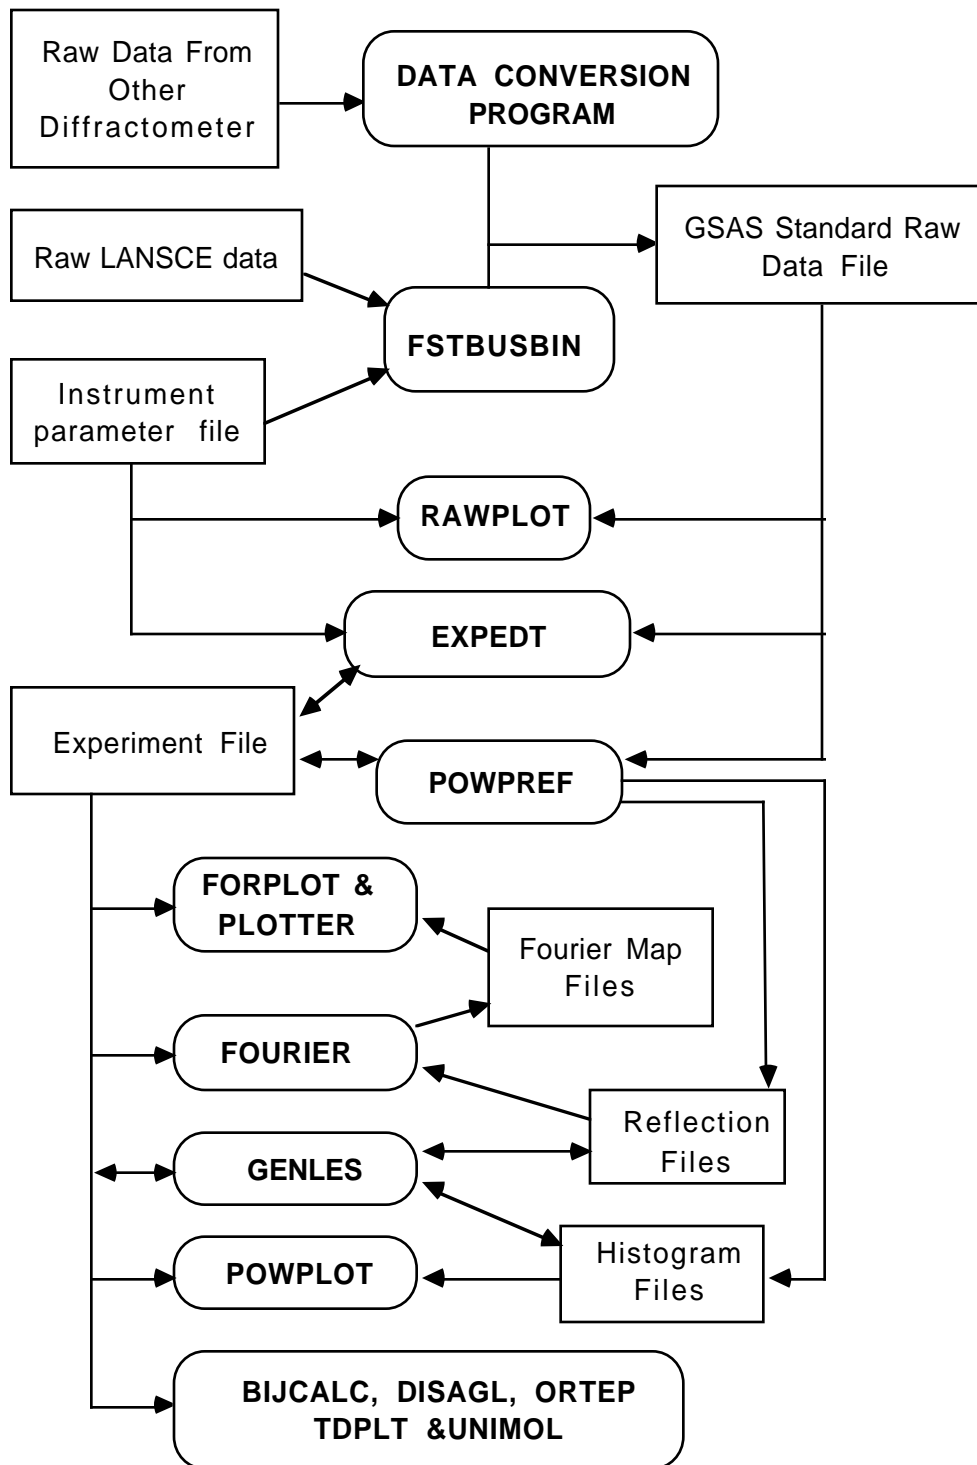 Raw Data From
Other
Diffractometer
DATA CONVERSION
PROGRAM
GSAS Standard Raw
Data File
Raw LANSCE data
FSTBUSBIN
Instrument
parameter file
RAWPLOT
EXPEDT
Experiment File
POWPREF
FORPLOT &
PLOTTER
Fourier Map
Files
FOURIER
Reflection
Files
GENLES
Histogram
Files
POWPLOT
BIJCALC, DISAGL, ORTEP
TDPLT &UNIMOL